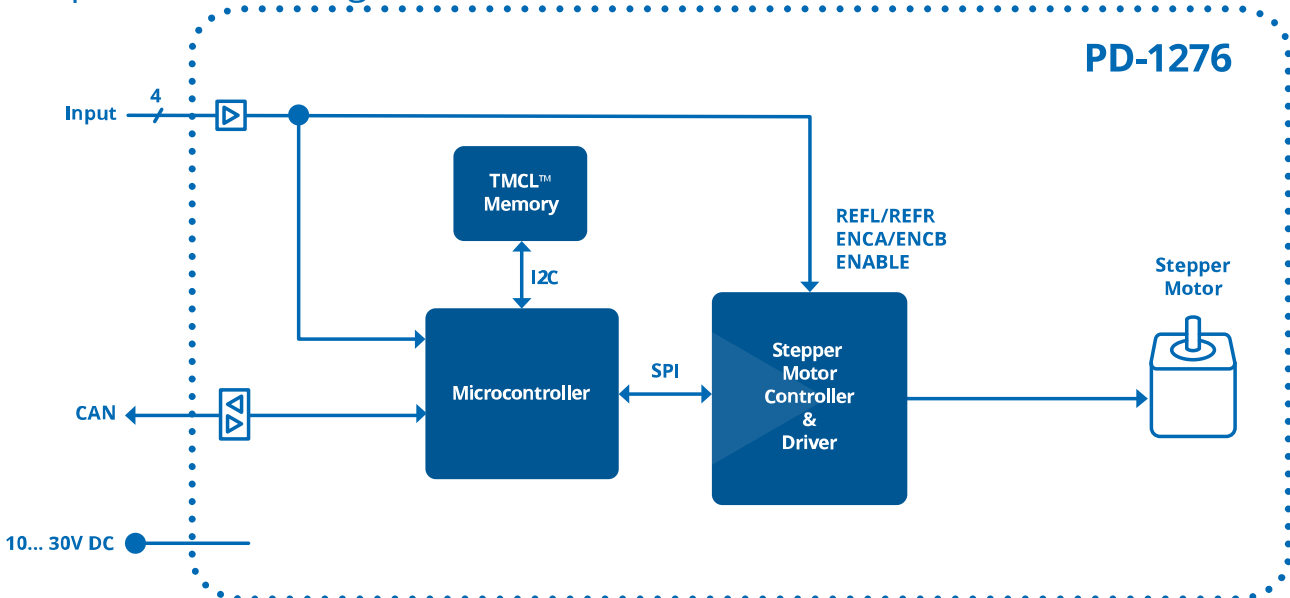 PD-1276
4
Input
TMCL™
Memory
I2C
REFL/REFR
ENCA/ENCB
ENABLE
Stepper
Motor
Microcontroller
SPI
Stepper
Motor
Controller
&
Driver
CAN
10... 30V DC